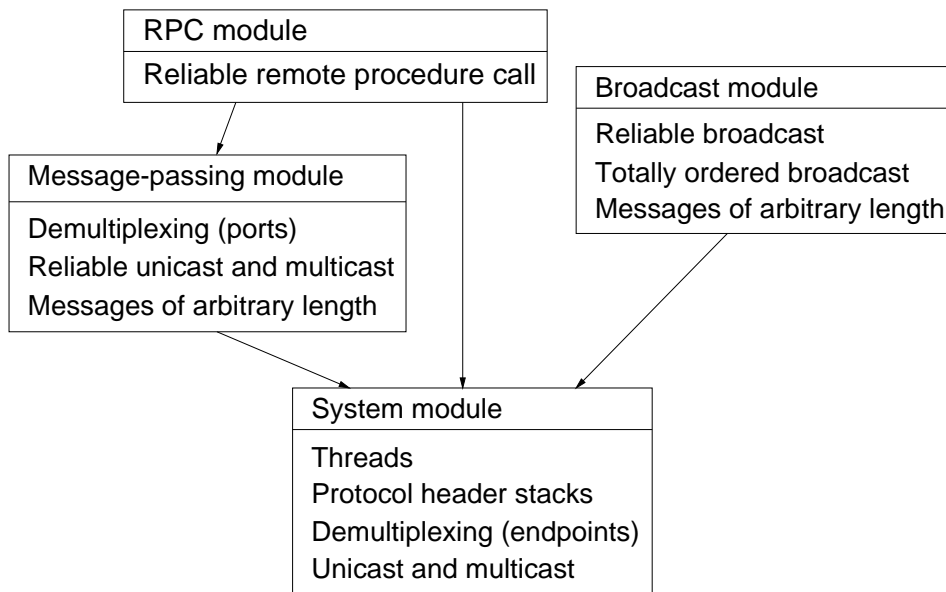 RPC module
Reliable remote procedure call
Broadcast module
Reliable broadcast
Totally ordered broadcast
Messages of arbitrary length
Message-passing module
Demultiplexing (ports)
Reliable unicast and multicast
Messages of arbitrary length
System module
Threads
Protocol header stacks
Demultiplexing (endpoints)
Unicast and multicast